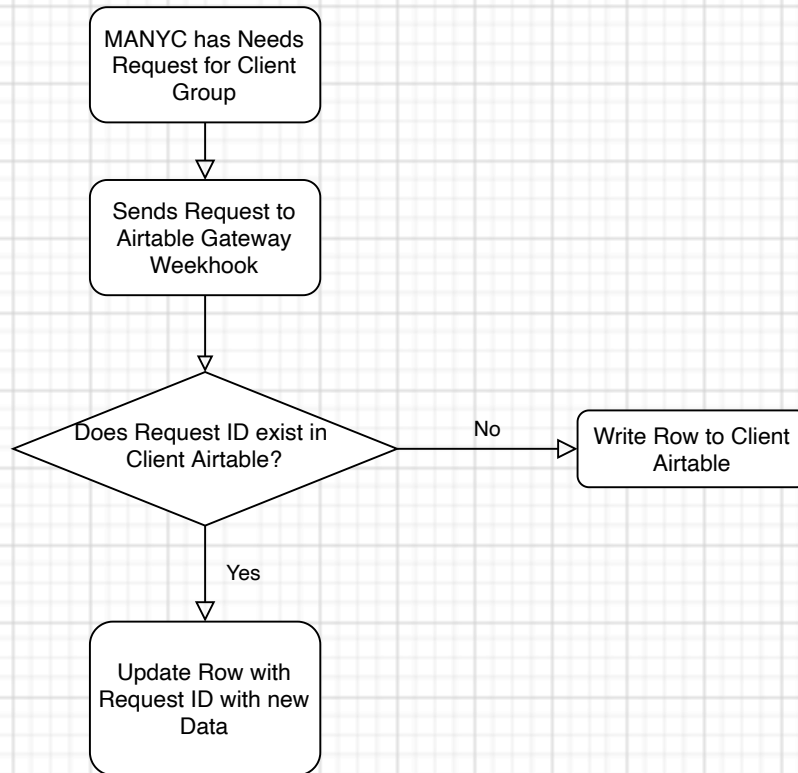 MANYC has Needs
Request for Client
Group
Sends Request to
Airtable Gateway
Weekhook
Does Request ID exist in
Client Airtable?
No
Write Row to Client
Airtable
Yes
Update Row with
Request ID with new
Data